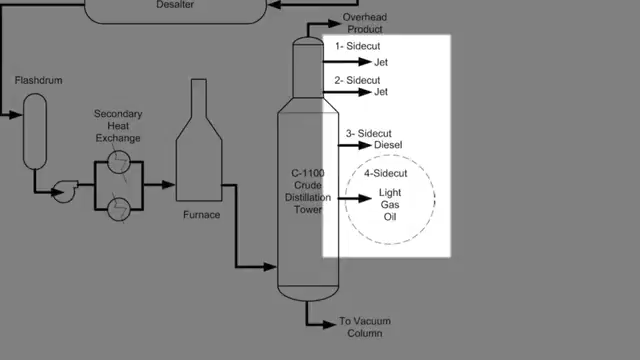 Desalter
Overhead
Product
1- Sidecut
Jet
2- Sidecut
Jet
Flashdrum
Secondary
Heat
Exchange
3- Sidecut
Diesel
C-1100
Crude
Distillation
Tower
4-Sidecut
Light
Gas
Oil
Furnace
To Vacuum
Column